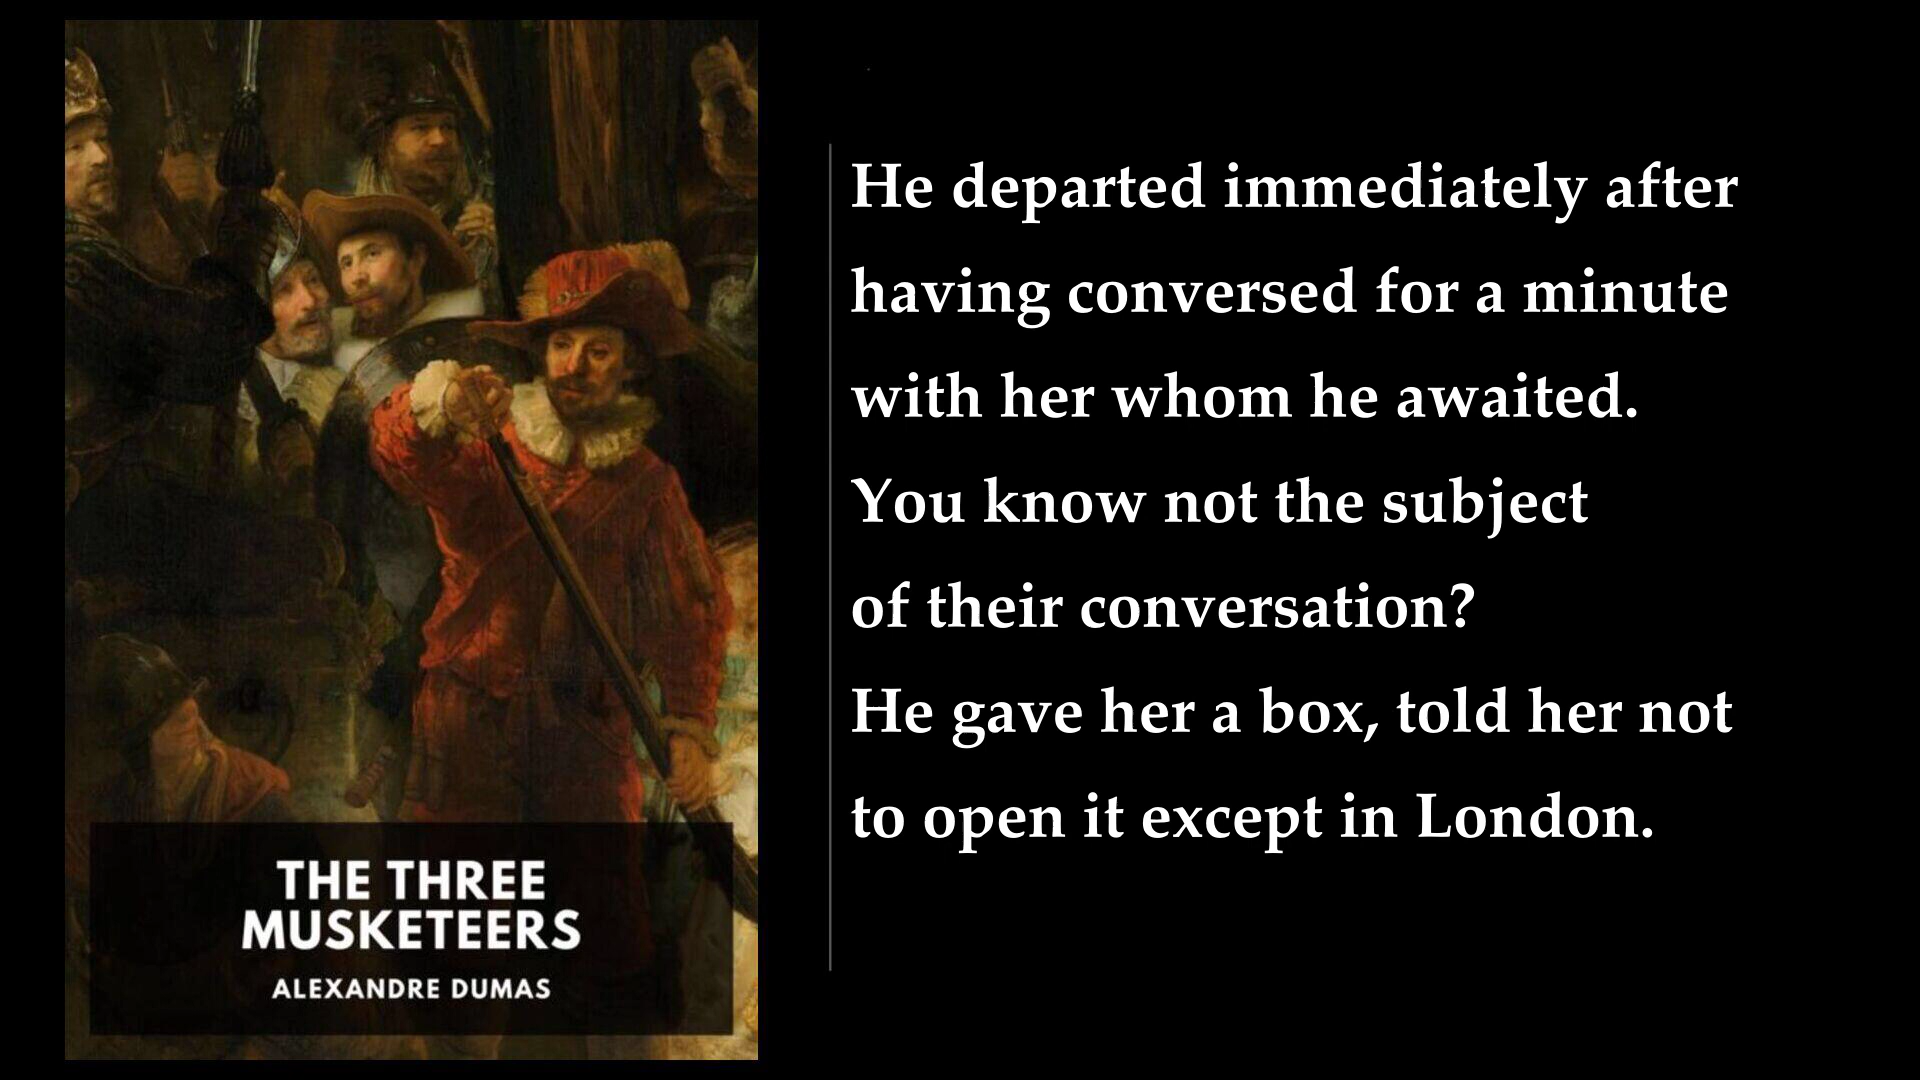 THE THREE
MUSKETEERS
ALEXANDRE DUMAS
He departed immediately after
having conversed for a minute
with her whom he awaited.
You know not the subject
of their conversation?
He gave her a box, told her not
to open it except in London.